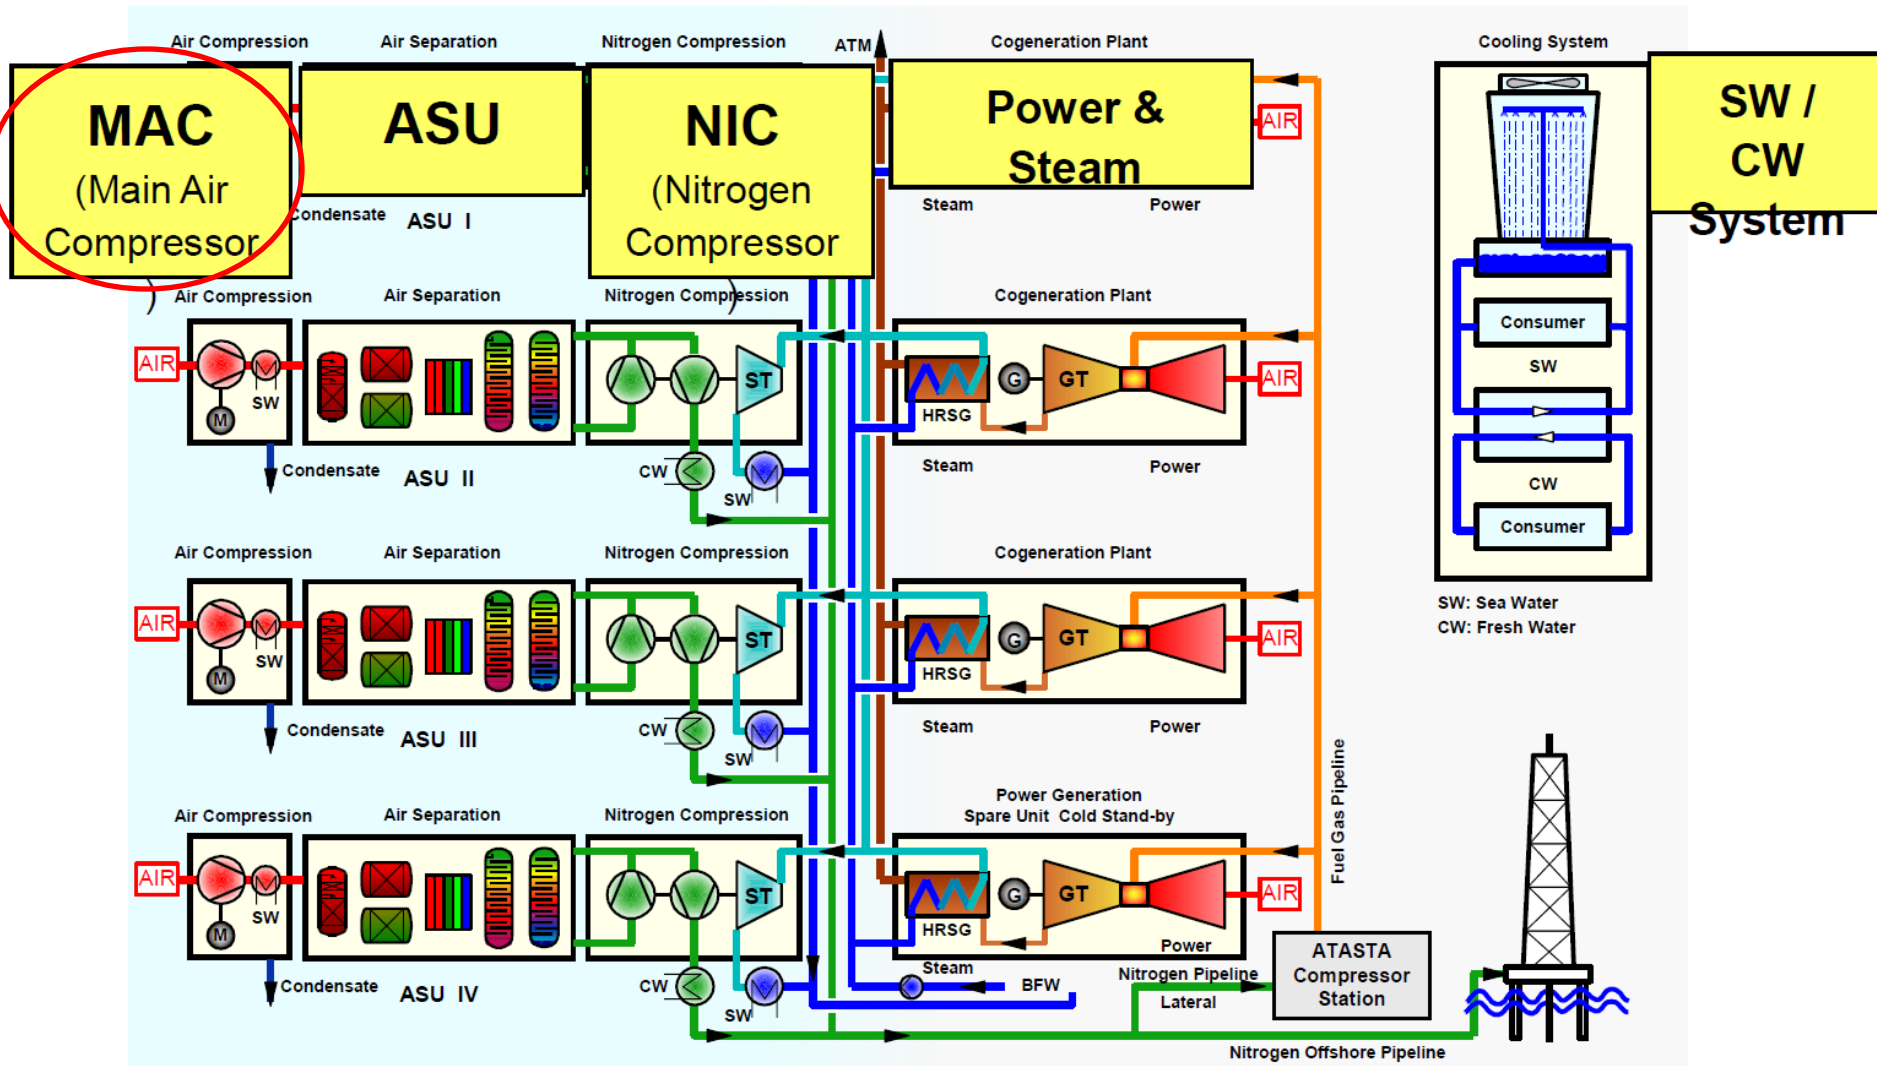 Air Compression
Air Separation
Nitrogen Compression
ATM
Cogeneration Plant
Cooling System
MAC
(Main Air
Compressor
)
ASU
NIC
(Nitrogen
Compressor
)
Power &
Steam
AIR
SW /
CW
System
Condensate
ASU I
Steam
Power
Air Compression
Air Separation
Nitrogen Compression
Cogeneration Plant
AIR
M
SW
ST
HRSG
G
GT
AIR
Condensate
ASU II
CW
SW
Steam
Power
Consumer
SW
CW
Consumer
SW: Sea Water
CW: Fresh Water
Air Compression
Air Separation
Nitrogen Compression
Cogeneration Plant
AIR
M
SW
ST
HRSG
G
GT
AIR
Condensate
ASU III
CW
SW
Steam
Power
Fuel Gas Pipeline
Air Compression
Air Separation
Nitrogen Compression
Power Generation
Spare Unit Cold Stand-by
AIR
M
SW
ST
HRSG
G
GT
AIR
Power
Condensate
ASU IV
CW
SW
Steam
BFW
Nitrogen Pipeline
Lateral
ATASTA
Compressor
Station
Nitrogen Offshore Pipeline